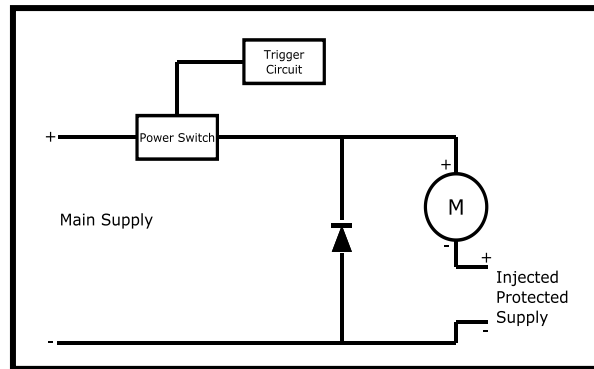 Trigger
Circuit
+
Power Switch
+
M
-
Main Supply
+
Injected
Protected
Supply
-
-